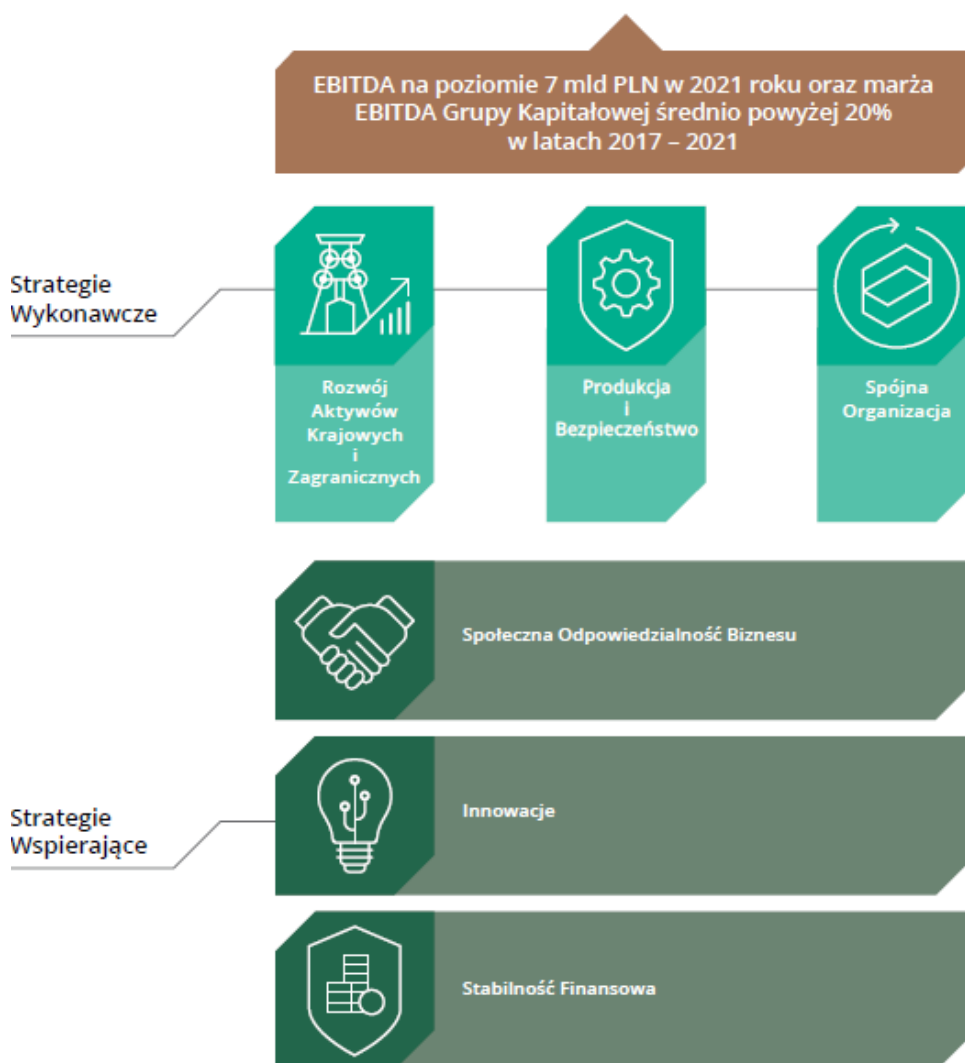 EBITDA na poziomie 7 mld PLN w 2021 roku oraz marża
EBITDA Grupy Kapitałowej średnio powyżej 20%
w latach 2017 – 2021
Strategie
Wykonawcze
Rozwój
Aktywów
Krajowych
i
Zagranicznych
Produkcja
i
Bezpieczeństwo
Spójna
Organizacja
Społeczna Odpowiedzialność Biznesu
Strategie
Wspierające
Innowacje
Stabilność Finansowa